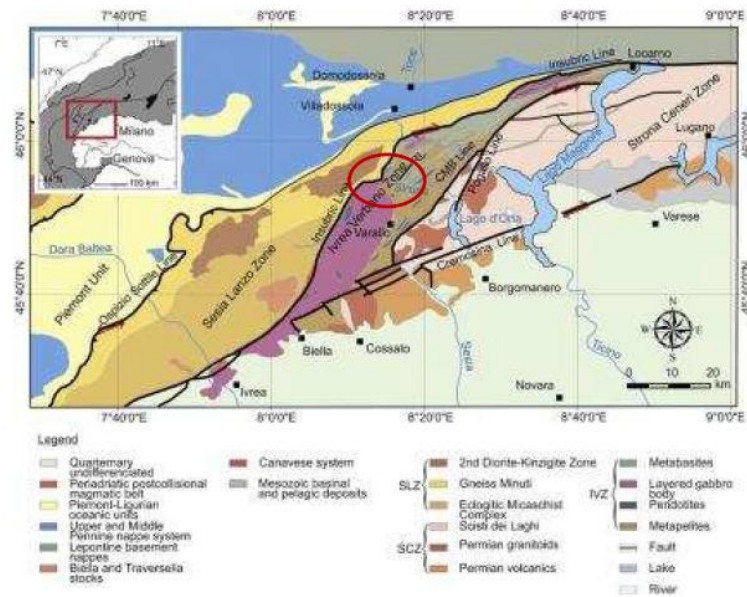 7°40'0"E
8°0'0"E
8°20'0"E
8°40'0"E
9°0'0"E
46°0'0"N
45°40'0"N
7°
11°E
47°N
44°N
Milano
Genova
100 km
Toce
Domodossola
Villadossola
Insubric Line
Locarno
Strona Ceneri Zone
Lugano
Lago Maggiore
CMB Line
Pogallo Line
Ivrea Verbano Zone
Insubric Line
Varallo
Lago d'Orta
Cremosina Line
Varese
Dora Baltea
Piemont Unit
Ospizio Sottile Line
Sesia Lanzo Zone
Borgomanero
Biella
Cossato
Sesia
Ticino
Ivrea
Novara
N
W
E
S
0
10
20
km
7°40'0"E
8°0'0"E
8°20'0"E
8°40'0"E
9°0'0"E
Legend
Quarternary
undifferenciated
Periadriatic postcollisional
magmatic belt
Piemont-Ligurian
oceanic units
Upper and Middle
Pennine nappe system
Lepontine basement
nappes
Biella and Traversella
stocks
Canavese system
Mesozoic basinal
and pelagic deposits
SLZ
2nd Diorite-Kinzigite Zone
Gneiss Minuti
Eclogitic Micaschist
Complex
SCZ
Scisti dei Laghi
Permian granitoids
Permian volcanics
IVZ
Metabasites
Layered gabbro
body
Peridotites
Metapelites
Fault
Lake
River